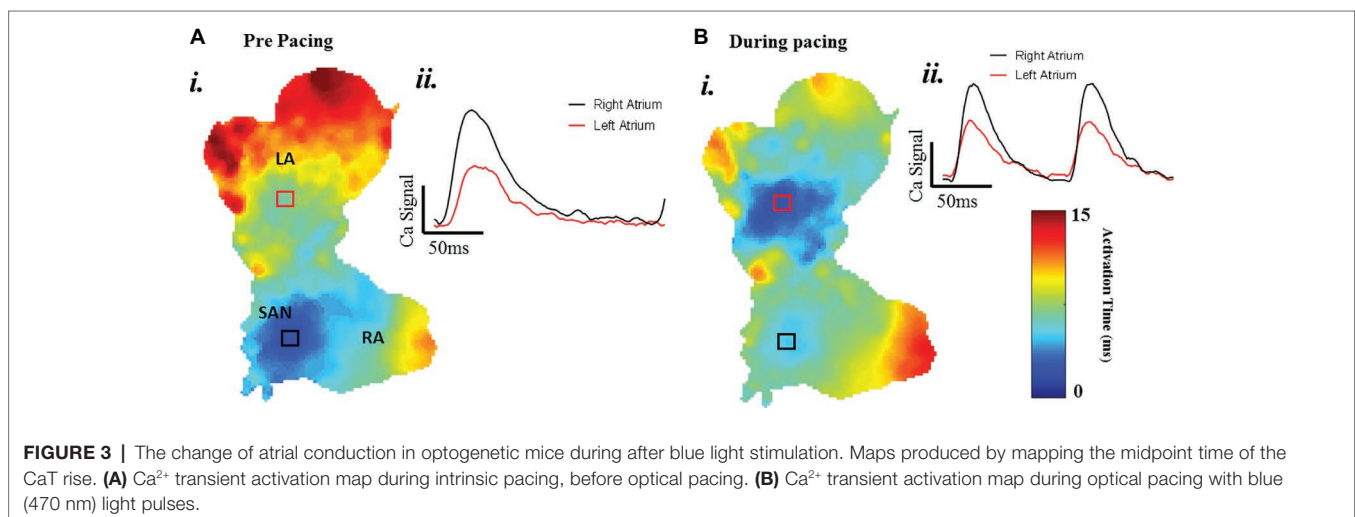 A Pre Pacing
i.
ii.
Right Atrium
Left Atrium
LA
SAN
RA
Ca Signal
50ms
B During pacing
i.
ii.
Right Atrium
Left Atrium
Ca Signal
50ms
15
Activation Time (ms)
0
FIGURE 3 | The change of atrial conduction in optogenetic mice during after blue light stimulation. Maps produced by mapping the midpoint time of the
CaT rise. (A) Ca²⁺ transient activation map during intrinsic pacing, before optical pacing. (B) Ca²⁺ transient activation map during optical pacing with blue
(470 nm) light pulses.